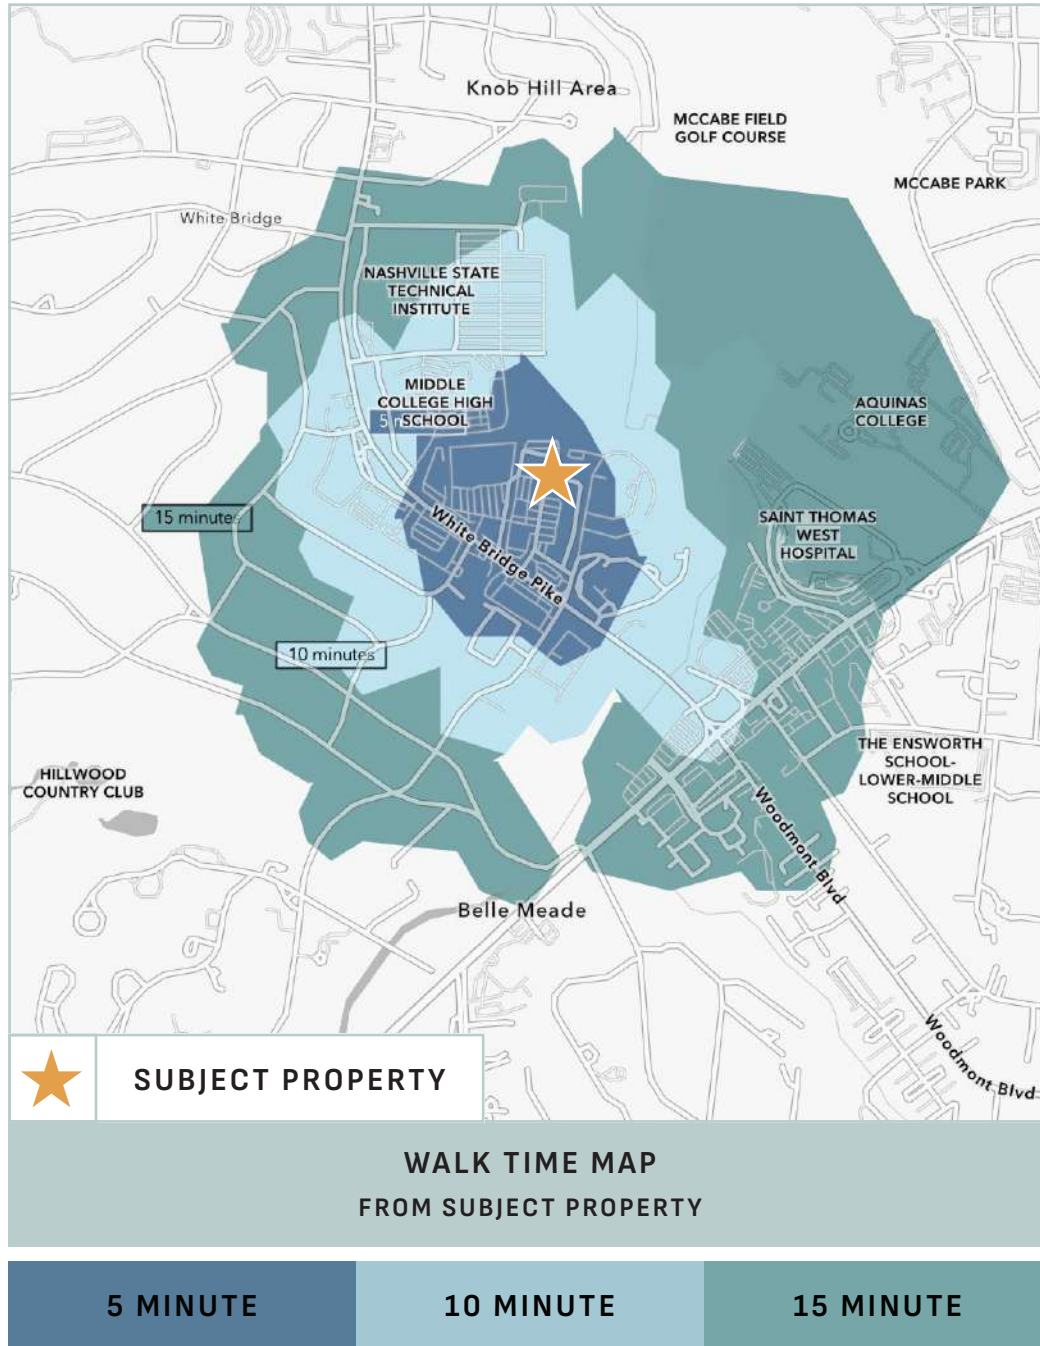 Knob Hill Area
MCCABE FIELD
GOLF COURSE
MCCABE PARK
White Bridge
NASHVILLE STATE
TECHNICAL
INSTITUTE
MIDDLE
COLLEGE HIGH
SCHOOL
5
AQUINAS
COLLEGE
15 minutes
White Bridge Pike
SAINT THOMAS
WEST
HOSPITAL
10 minutes
THE ENSWORTH
SCHOOL-
LOWER-MIDDLE
SCHOOL
HILLWOOD
COUNTRY CLUB
Woodmont Blvd
Belle Meade
Woodmont Blvd
SUBJECT PROPERTY
WALK TIME MAP
FROM SUBJECT PROPERTY
5 MINUTE
10 MINUTE
15 MINUTE